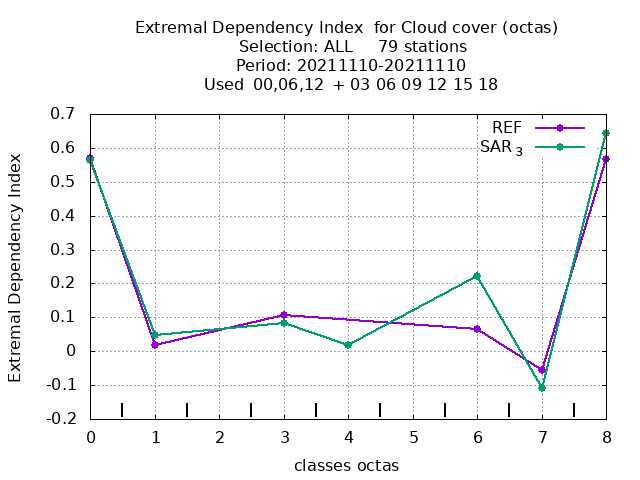 Extremal Dependency Index  for Cloud cover (octas)
Selection: ALL     79 stations
Period: 20211110-20211110
Used  00,06,12  + 03 06 09 12 15 18
REF
SAR 3
0.7
0.6
0.5
0.4
0.3
0.2
0.1
0
-0.1
-0.2
Extremal Dependency Index
0 1 2 3 4 5 6 7 8
classes octas